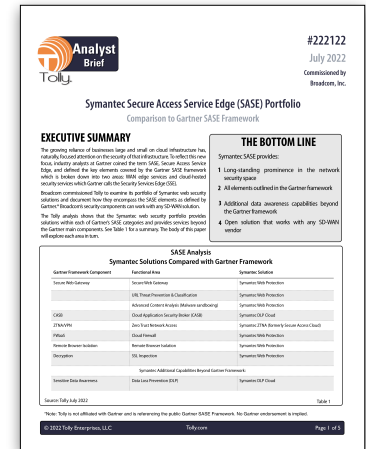 Analyst
Brief
Tolly.
#222122
July 2022
Commissioned by
Broadcom, Inc.
Symantec Secure Access Service Edge (SASE) Portfolio
Comparison to Gartner SASE Framework
EXECUTIVE SUMMARY
The growing reliance of businesses large and small on cloud infrastructure has,
naturally, focused attention on the security of that infrastructure. To reflect this new
focus, industry analysts at Gartner coined the term SASE, Secure Access Service
Edge, and defined the key elements covered by the Gartner SASE framework
which is broken down into two areas: WAN edge services and cloud-hosted
security services which Gartner calls the Security Services Edge (SSE).
Broadcom commissioned Tolly to examine its portfolio of Symantec web security
solutions and document how they encompass the SASE elements as defined by
Gartner.* Broadcom's security components can work with any SD-WAN solution.
The Tolly analysis shows that the Symantec web security portfolio provides
solutions within each of Gartner's SASE categories and provides services beyond
the Gartner main components. See Table 1 for a summary. The body of this paper
will explore each area in turn.
THE BOTTOM LINE
Symantec SASE provides:
1 Long-standing prominence in the network
security space
2 All elements outlined in the Gartner framework
3 Additional data awareness capabilities beyond
the Gartner framework
4 Open solution that works with any SD-WAN
vendor
SASE Analysis
Symantec Solutions Compared with Gartner Framework
Gartner Framework Component Functional Area Symantec Solution
Secure Web Gateway Secure Web Gateway Symantec Web Protection
URL Threat Prevention & Classification Symantec Web Protection
Advanced Content Analysis (Malware sandboxing) Symantec Web Protection
CASB Cloud Application Security Broker (CASB) Symantec DLP Cloud
ZTNA/VPN Zero Trust Network Access Symantec ZTNA (formerly Secure Access Cloud)
FWaaS Cloud Firewall Symantec Web Protection
Remote Browser Isolation Remote Browser Isolation Symantec Web Protection
Decryption SSL Inspection Symantec Web Protection
Symantec Additional Capabilities Beyond Gartner Framework:
Sensitive Data Awareness Data Loss Prevention (DLP) Symantec DLP Cloud
Source: Tolly July 2022 Table 1
*Note: Tolly is not affiliated with Gartner and is referencing the public Gartner SASE Framework. No Gartner endorsement is implied.
© 2022 Tolly Enterprises, LLC Tolly.com Page 1 of 5